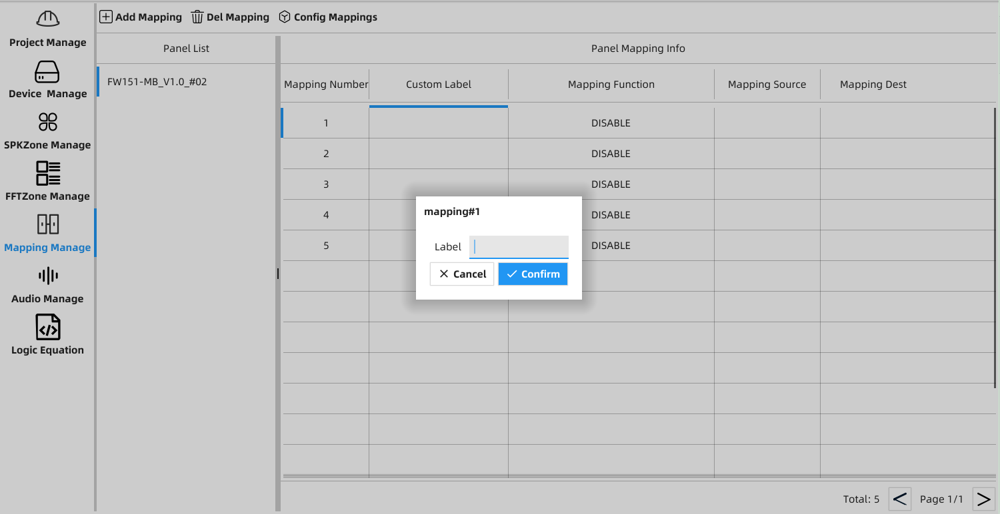 Add Mapping Del Mapping Config Mappings
Project Manage
Device Manage
SPKZone Manage
FFTZone Manage
Mapping Manage
Audio Manage
Logic Equation
Panel List
FW151-MB_V1.0_#02
Panel Mapping Info
Mapping Number Custom Label Mapping Function Mapping Source Mapping Dest
1 DISABLE
2 DISABLE
3 DISABLE
4 DISABLE
5 DISABLE
mapping#1
Label
Cancel Confirm
Total: 5 < Page 1/1 >